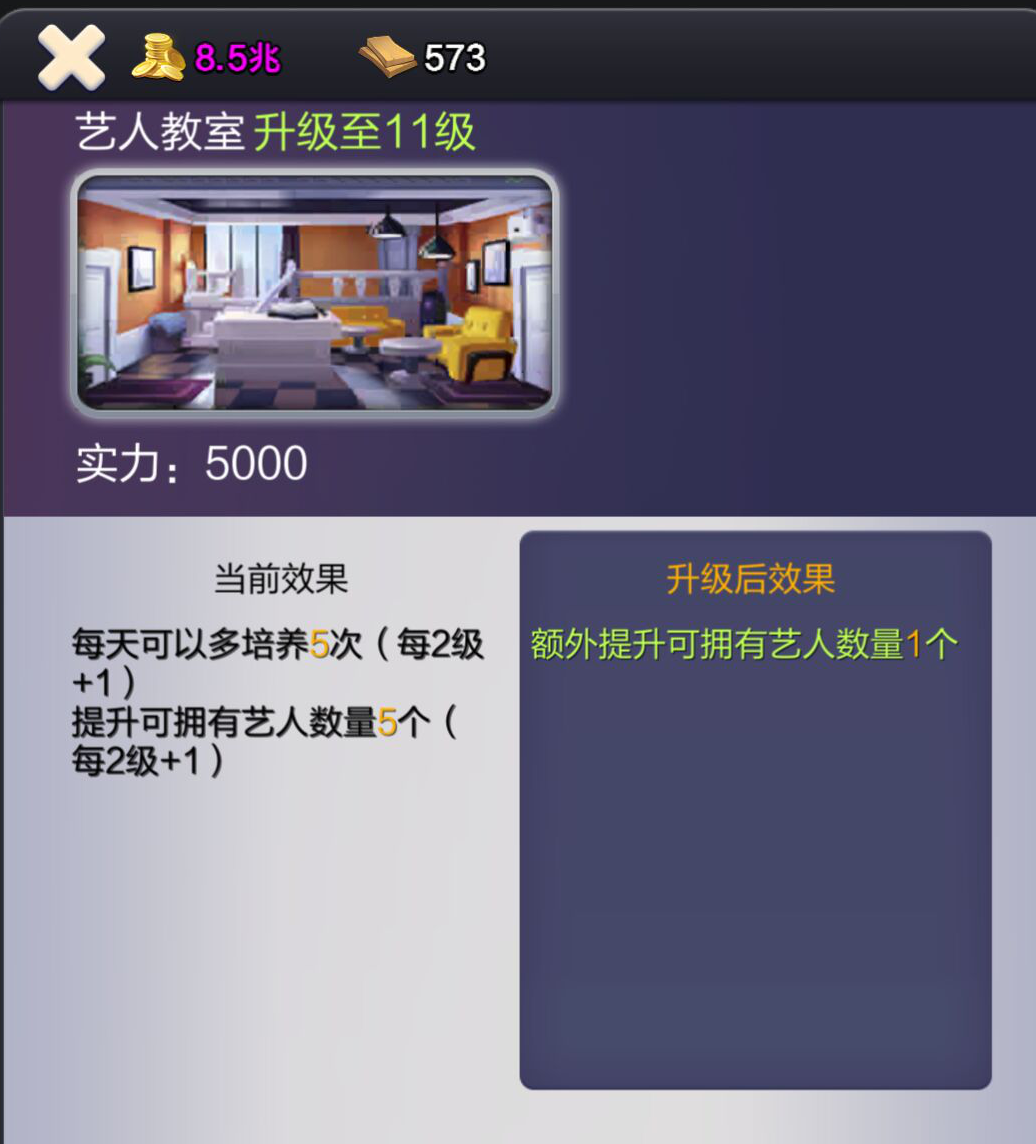 8.5兆 573
艺人教室 升级至11级
实力：5000
当前效果
每天可以多培养5次（每2级
+1）
提升可拥有艺人数量5个（
每2级+1）
升级后效果
额外提升可拥有艺人数量1个